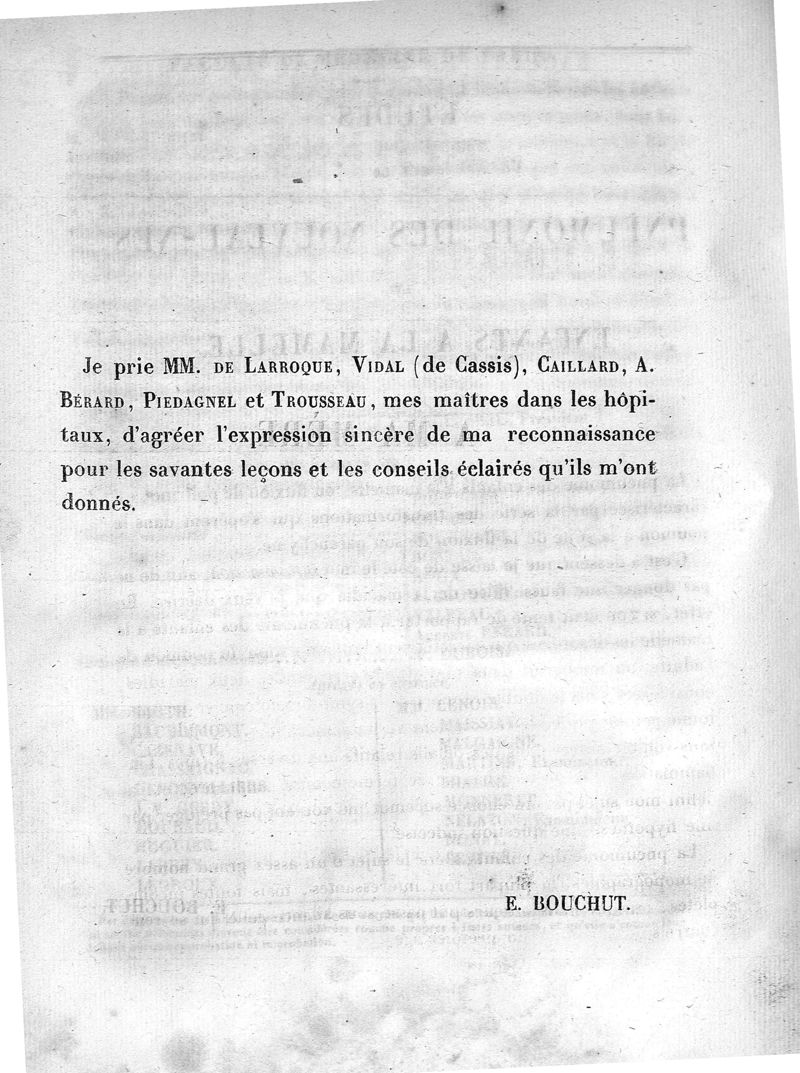 Je prie MM. DE LARROQUE, VIDAL (de Cassis), CAILLARD, A.
BÉRARD, PIEDAGNEL et TROUSSEAU, mes maîtres dans les hôpi-
taux, d'agréer l'expression sincère de ma reconnaissance
pour les savantes leçons et les conseils éclairés qu'ils m'ont
donnés.
E. BOUCHUT.